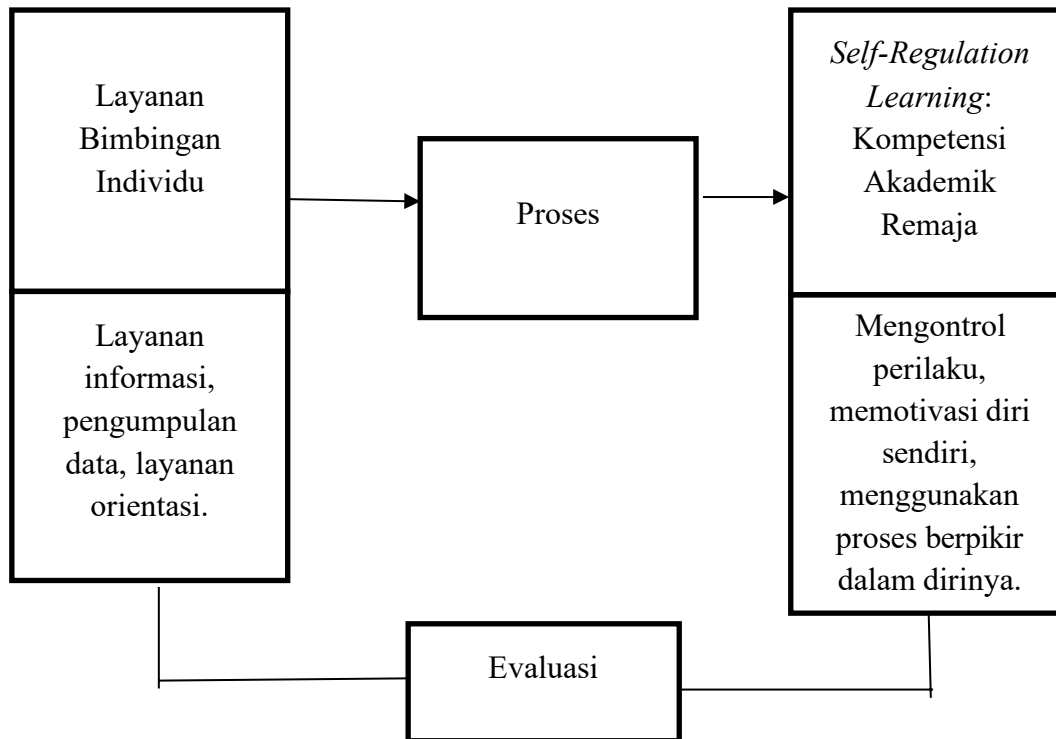 Layanan
Bimbingan
Individu
Layanan
informasi,
pengumpulan
data, layanan
orientasi.
Proses
Self-Regulation
Learning:
Kompetensi
Akademik
Remaja
Mengontrol
perilaku,
memotivasi diri
sendiri,
menggunakan
proses berpikir
dalam dirinya.
Evaluasi